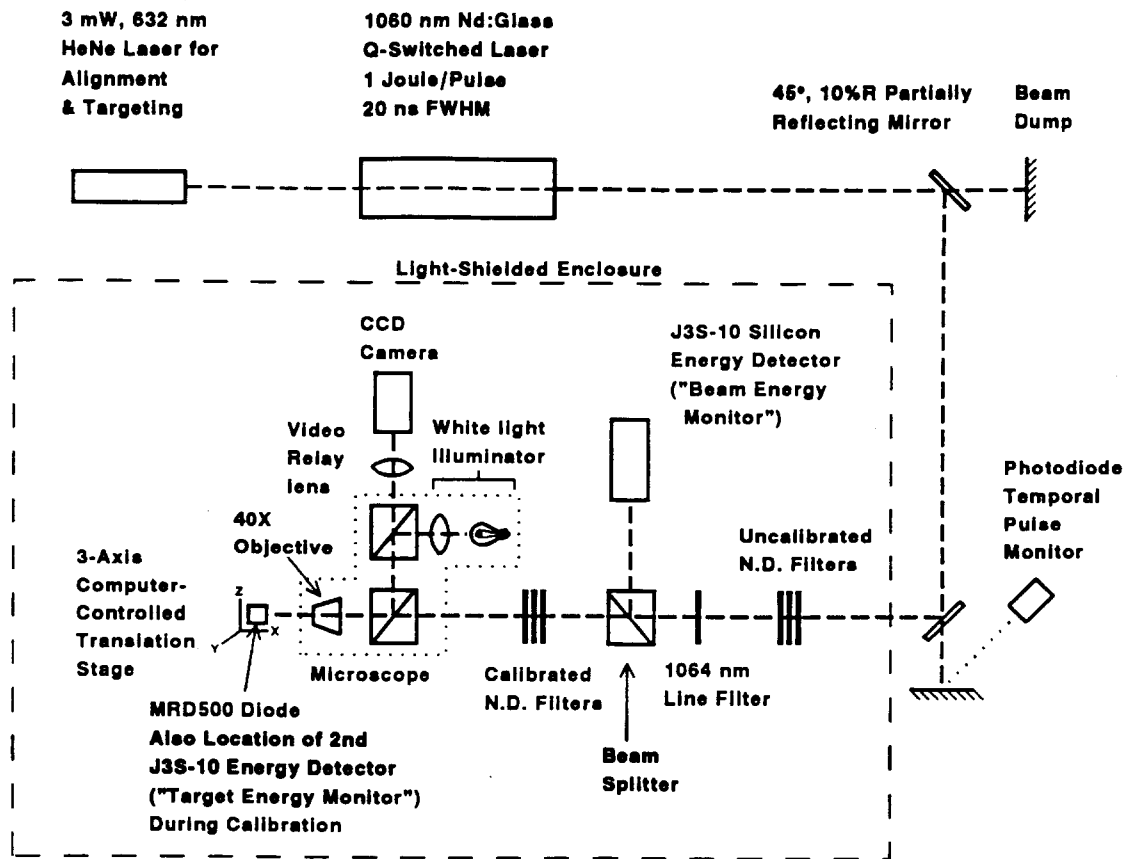 3 mW, 632 nm
HeNe Laser for
Alignment
& Targeting
1060 nm Nd:Glass
Q-Switched Laser
1 Joule/Pulse
20 ns FWHM
45°, 10%R Partially
Reflecting Mirror
Beam
Dump
Light-Shielded Enclosure
CCD
Camera
J3S-10 Silicon
Energy Detector
("Beam Energy
Monitor")
Video
Relay
lens
White light
Illuminator
Photodiode
Temporal
Pulse
Monitor
40X
Objective
Uncalibrated
N.D. Filters
3-Axis
Computer-
Controlled
Translation
Stage
Z
X
Y
Microscope
Calibrated
N.D. Filters
1064 nm
Line Filter
MRD500 Diode
Also Location of 2nd
J3S-10 Energy Detector
("Target Energy Monitor")
During Calibration
Beam
Splitter